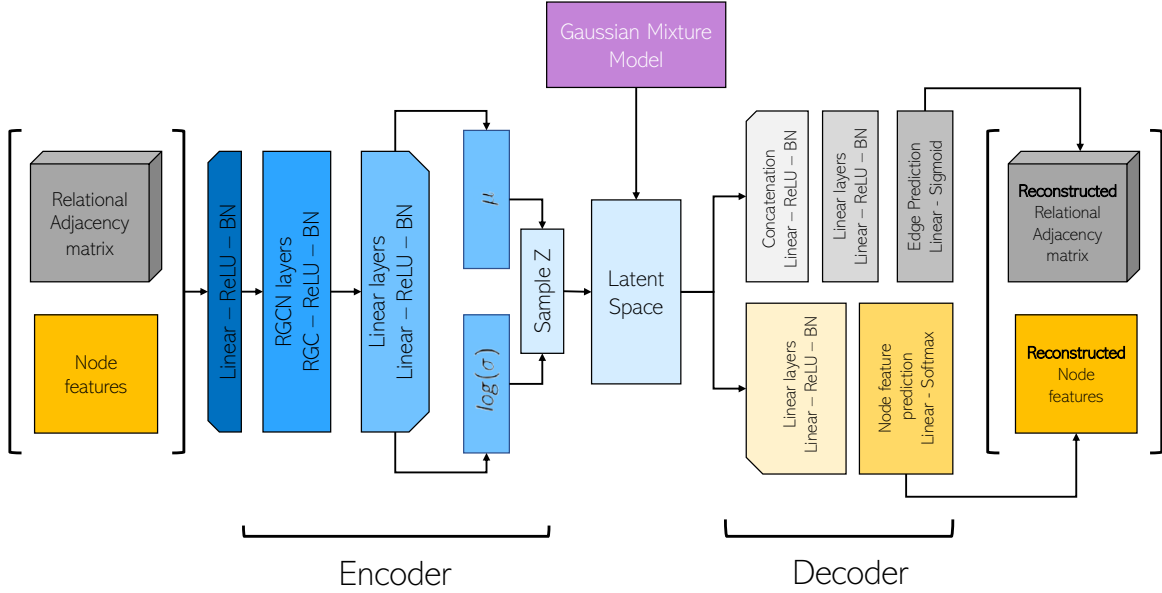 Gaussian Mixture
Model
Relational
Adjacency
matrix
Node
features
Linear – ReLU – BN
RGCN layers
RGC – ReLU – BN
Linear layers
Linear – ReLU – BN
μ
log(σ)
Sample Z
Latent
Space
Concatenation
Linear – ReLU – BN
Linear layers
Linear – ReLU – BN
Edge Prediction
Linear - Sigmoid
Linear layers
Linear – ReLU – BN
Node feature
prediction
Linear - Softmax
Reconstructed
Relational
Adjacency
matrix
Reconstructed
Node
features
Encoder
Decoder